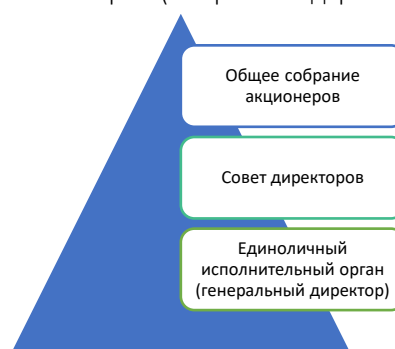 Общее собрание
акционеров
Совет директоров
Единоличный
исполнительный орган
(генеральный директор)